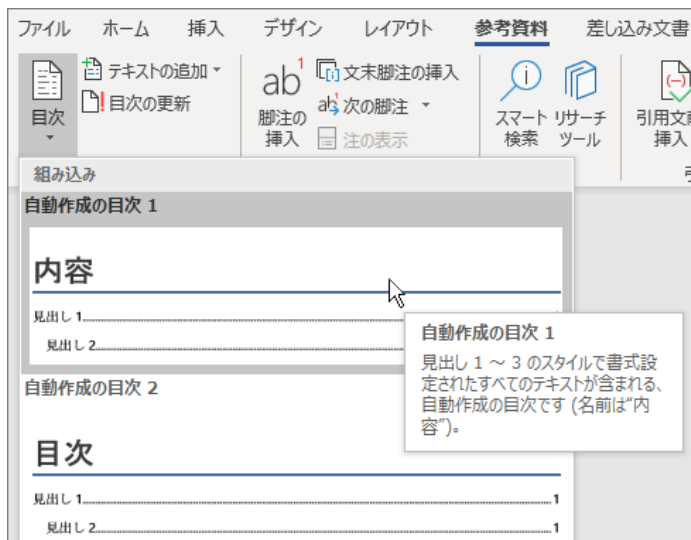 ファイル ホーム 挿入 デザイン レイアウト 参考資料 差し込み文書
目次
テキストの追加
目次の更新
ab1
脚注の
挿入
文末脚注の挿入
ab1 次の脚注
注の表示
スマート
検索
リサーチ
ツール
引用文献
挿入
組み込み
自動作成の目次 1
内容
見出し 1
見出し 2
自動作成の目次 1
見出し 1 ～ 3 のスタイルで書式設
定されたすべてのテキストが含まれる、
自動作成の目次です (名前は“内
容”)。
自動作成の目次 2
目次
見出し 1 1
見出し 2 1